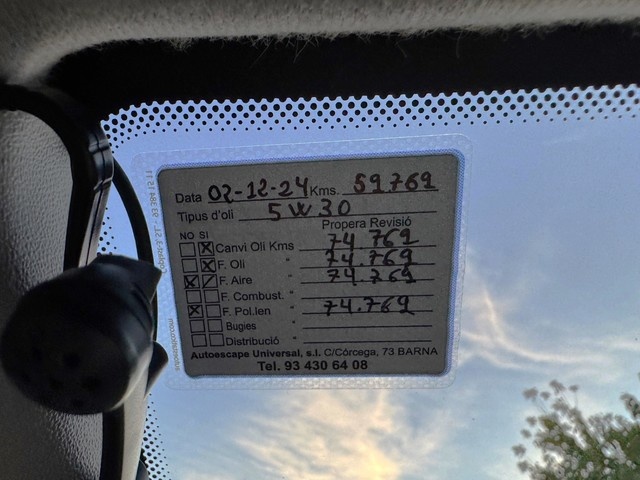 Data 02-12-24 Kms. 59769
Tipus d'oli 5W30
NO SI Propera Revisió
Canvi Oli Kms 74.769
F. Oli " 74.769
F. Aire " 74.769
F. Combust. "
F. Pol.len " 74.769
Bugies "
Distribució "
Autoescape Universal, s.l. C/Córcega, 73 BARNA
Tel. 93 430 64 08